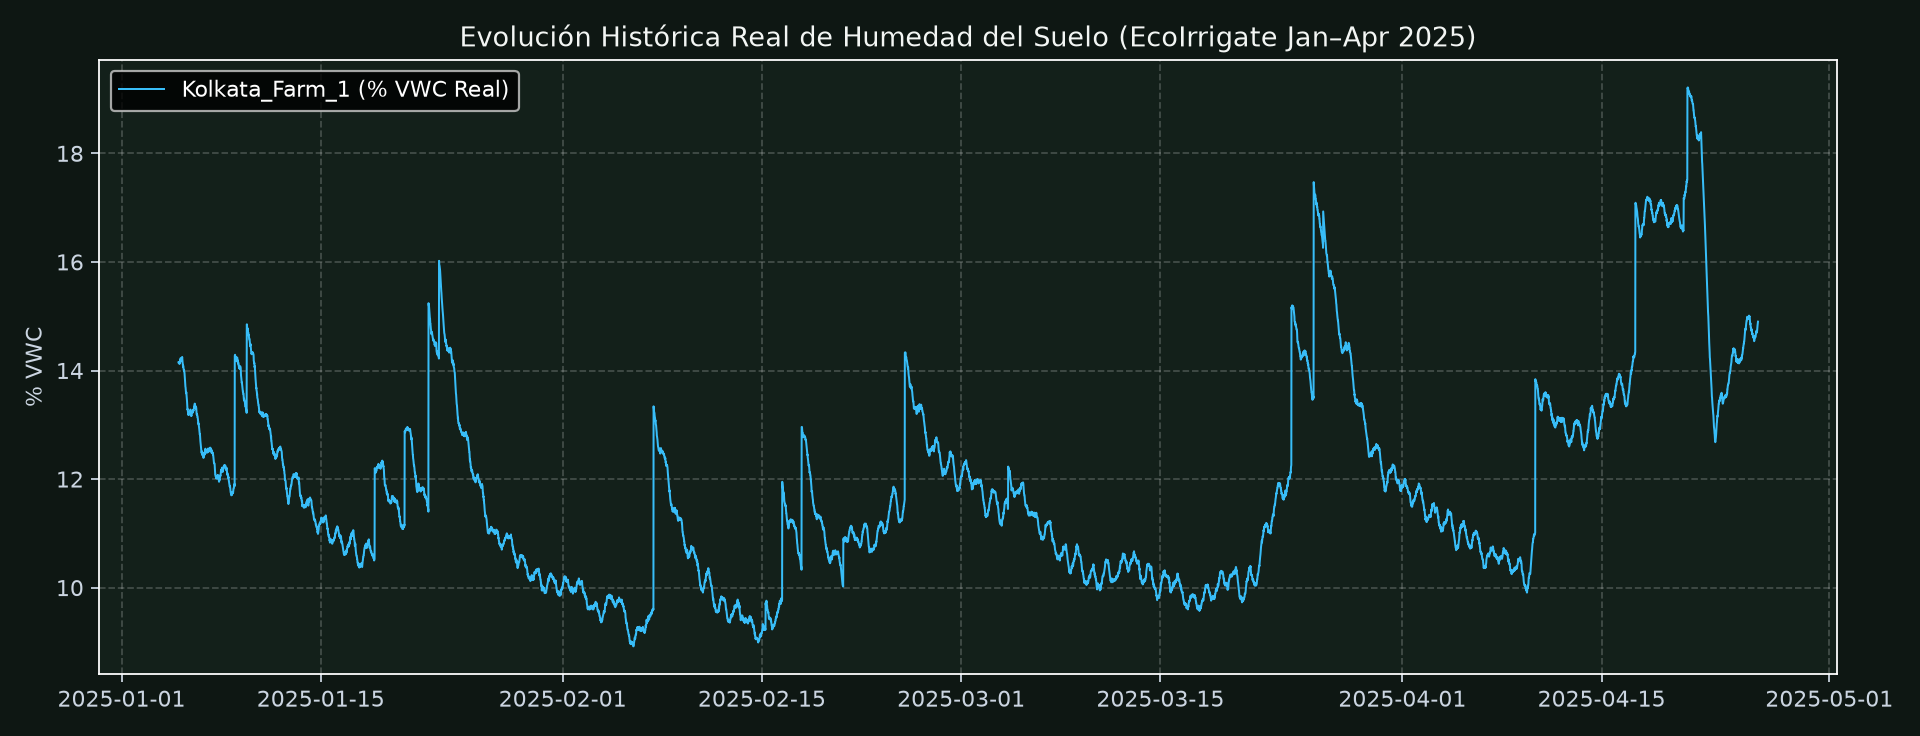 Evolución Histórica Real de Humedad del Suelo (EcoIrrigate Jan–Apr 2025)
Kolkata_Farm_1 (% VWC Real)
% VWC
18
16
14
12
10
2025-01-01 2025-01-15 2025-02-01 2025-02-15 2025-03-01 2025-03-15 2025-04-01 2025-04-15 2025-05-01